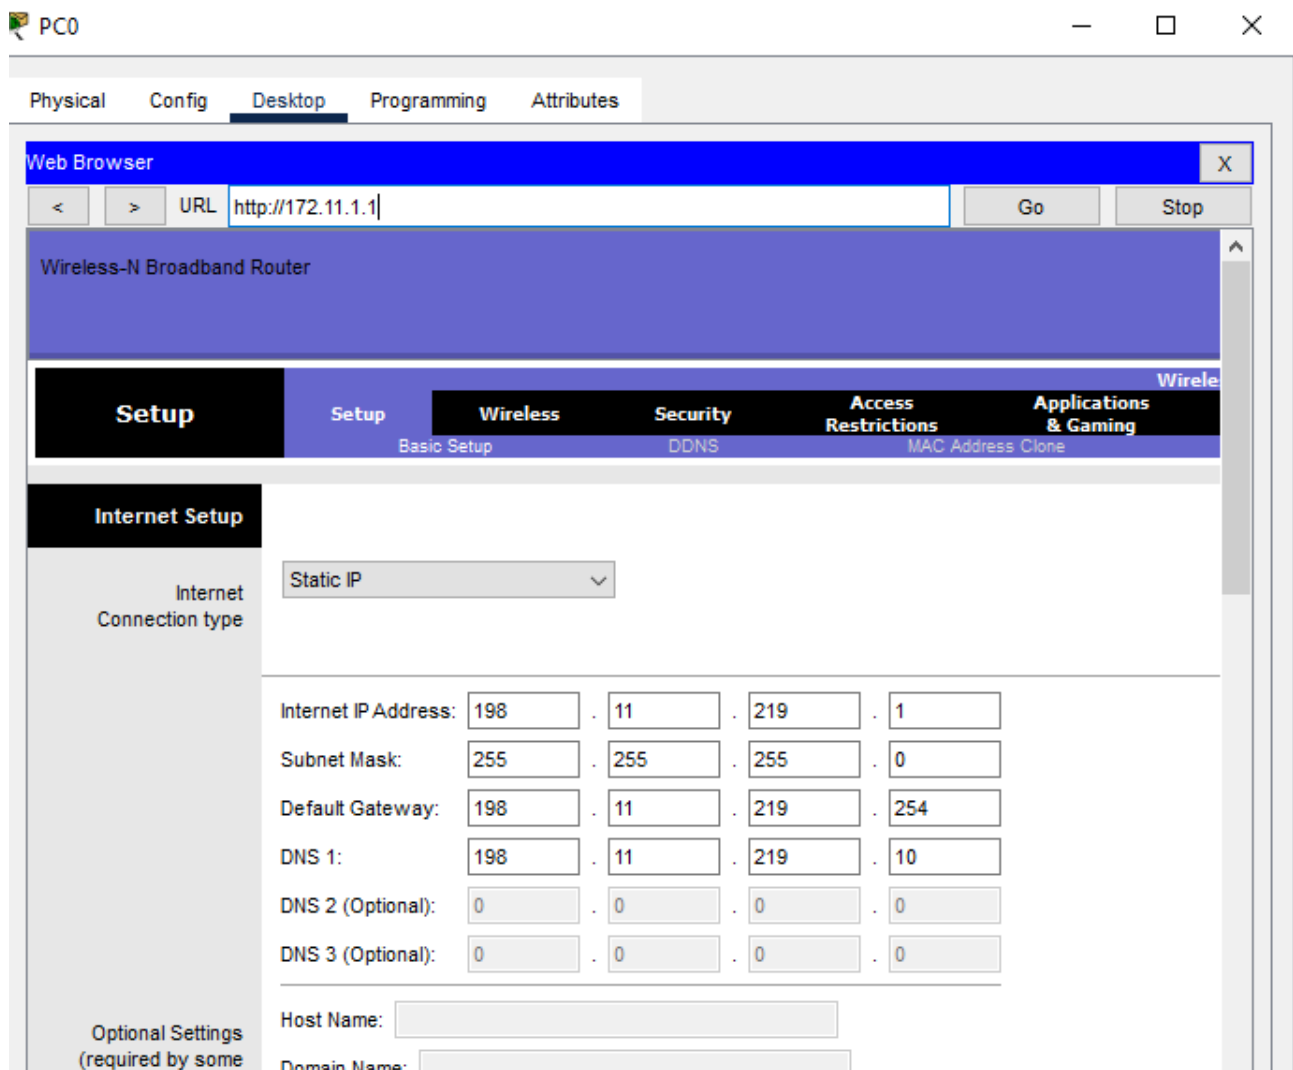 PC0
Physical Config Desktop Programming Attributes
Web Browser X
< > URL http://172.11.1.1 Go Stop
Wireless-N Broadband Router
Wirele
Setup Setup Wireless Security Access Restrictions Applications & Gaming
Basic Setup DDNS MAC Address Clone
Internet Setup
Internet Connection type Static IP
Internet IP Address: 198 . 11 . 219 . 1
Subnet Mask: 255 . 255 . 255 . 0
Default Gateway: 198 . 11 . 219 . 254
DNS 1: 198 . 11 . 219 . 10
DNS 2 (Optional): 0 . 0 . 0 . 0
DNS 3 (Optional): 0 . 0 . 0 . 0
Host Name:
Optional Settings
(required by some
Domain Name: